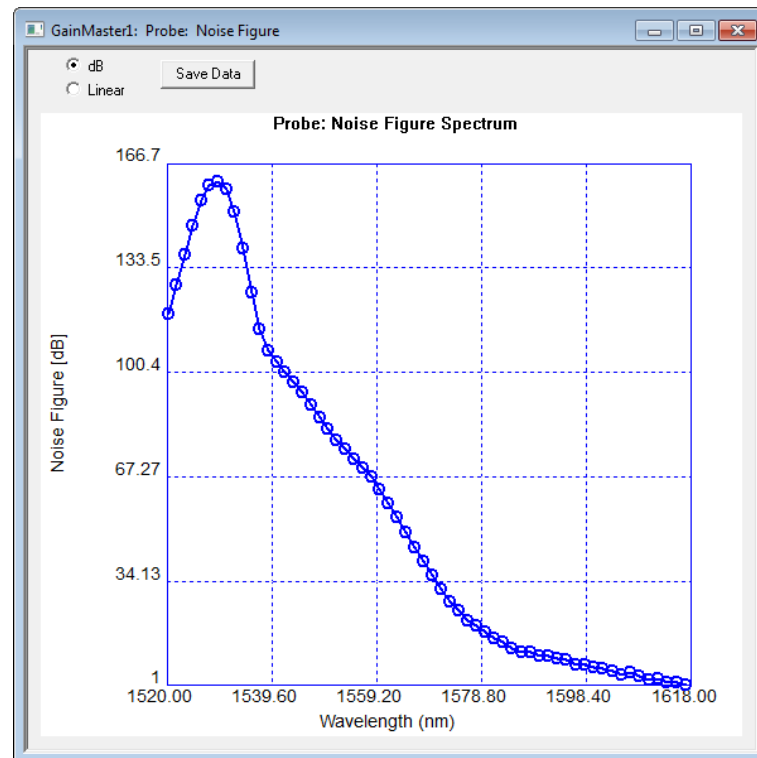 GainMaster1: Probe: Noise Figure
dB
Linear
Save Data
Probe: Noise Figure Spectrum
166.7
133.5
100.4
67.27
34.13
1
Noise Figure [dB]
1520.00 1539.60 1559.20 1578.80 1598.40 1618.00
Wavelength (nm)